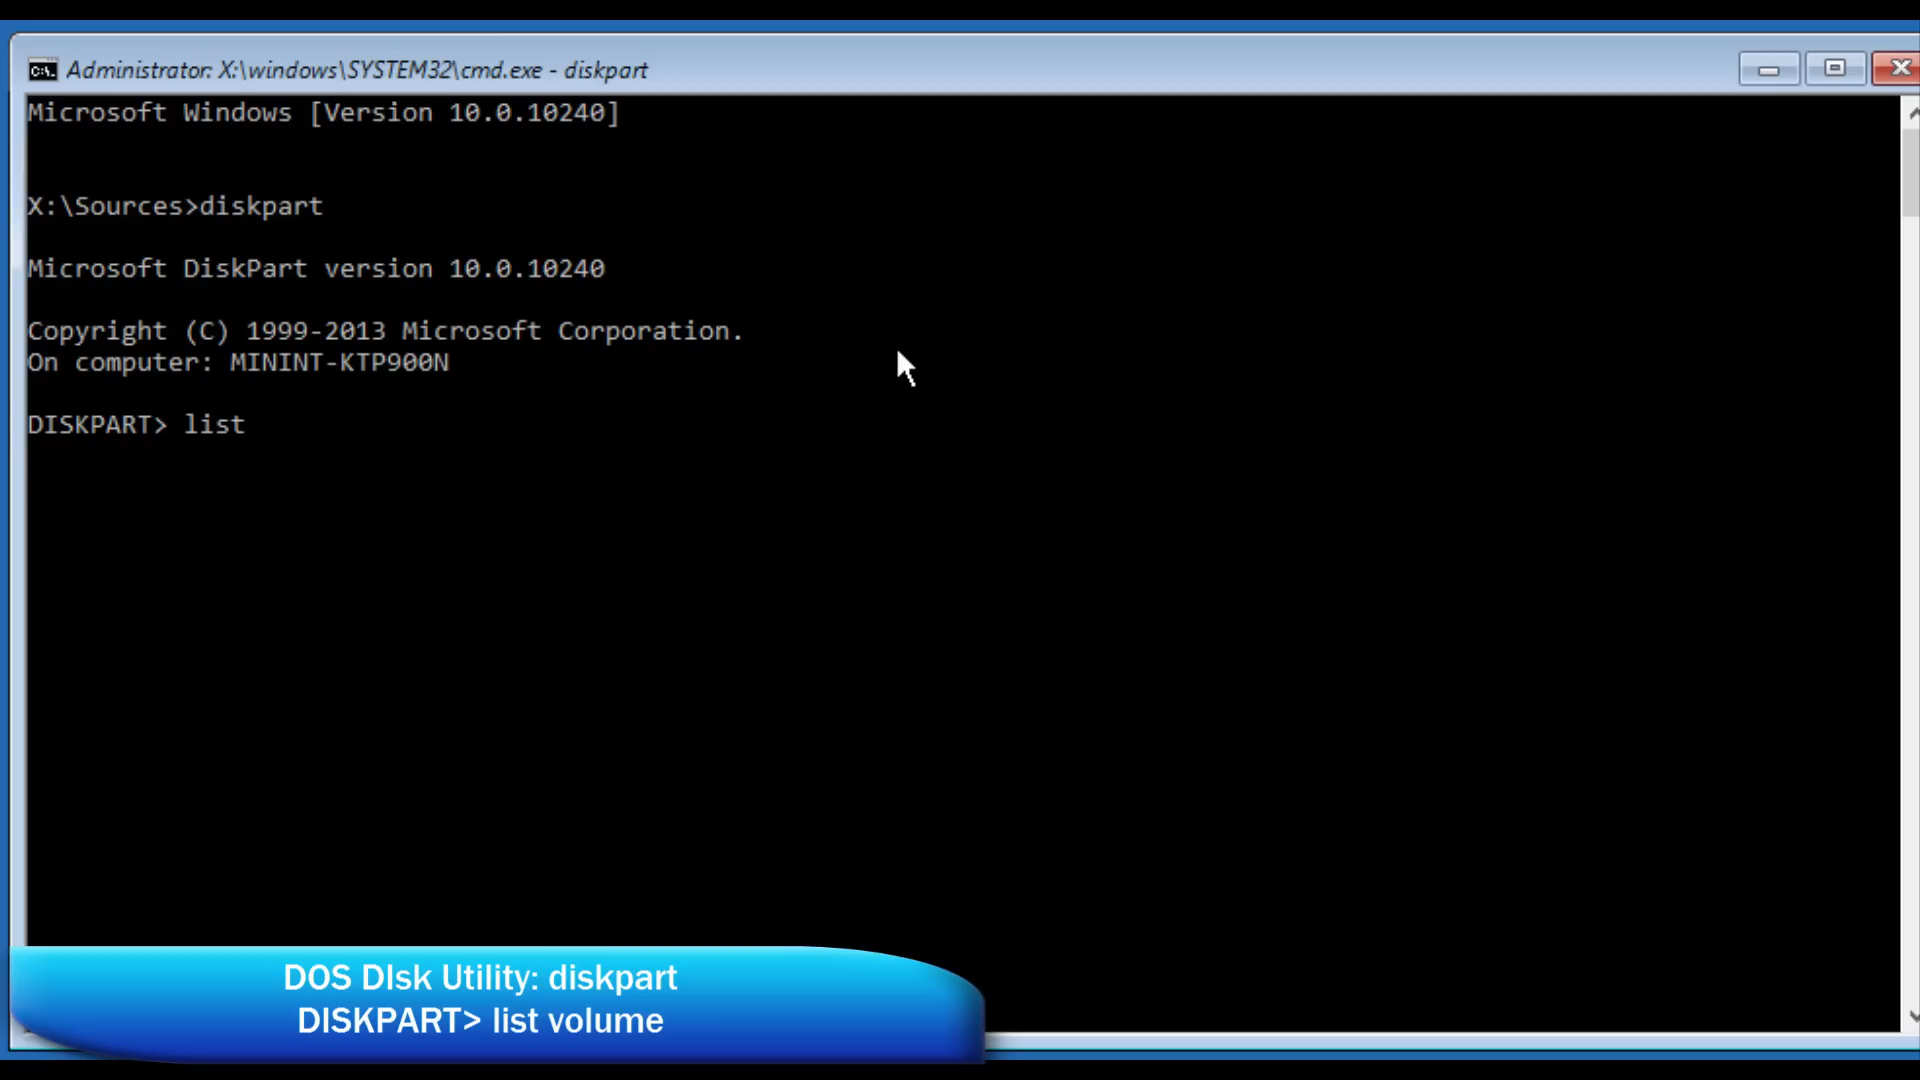 Administrator: X:\windows\SYSTEM32\cmd.exe - diskpart
Microsoft Windows [Version 10.0.10240]
X:\Sources>diskpart
Microsoft DiskPart version 10.0.10240
Copyright (C) 1999-2013 Microsoft Corporation.
On computer: MININT-KTP900N
DISKPART> list
DOS DIsk Utility: diskpart
DISKPART> list volume